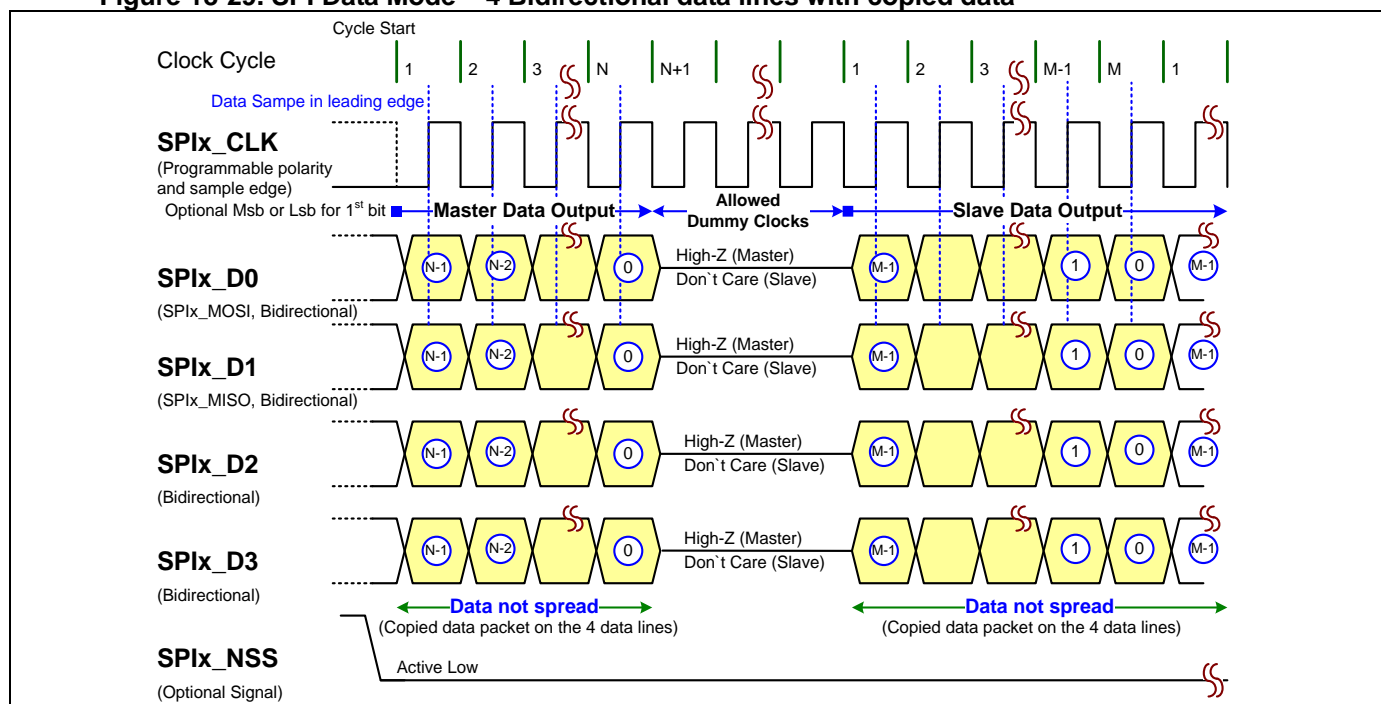 Figure 18-29. SPI Data Mode – 4 Bidirectional data lines with copied data
Cycle Start
Clock Cycle 1 2 3 N N+1 1 2 3 M-1 M 1
Data Sampe in leading edge
SPIx_CLK
(Programmable polarity
and sample edge)
Optional Msb or Lsb for 1st bit Master Data Output Allowed Dummy Clocks Slave Data Output
SPIx_D0 N-1 N-2 0 High-Z (Master) M-1 1 0 M-1
Don`t Care (Slave)
(SPIx_MOSI, Bidirectional)
SPIx_D1 N-1 N-2 0 High-Z (Master) M-1 1 0 M-1
Don`t Care (Slave)
(SPIx_MISO, Bidirectional)
SPIx_D2 N-1 N-2 0 High-Z (Master) M-1 1 0 M-1
Don`t Care (Slave)
(Bidirectional)
SPIx_D3 N-1 N-2 0 High-Z (Master) M-1 1 0 M-1
Don`t Care (Slave)
(Bidirectional)
Data not spread Data not spread
(Copied data packet on the 4 data lines) (Copied data packet on the 4 data lines)
SPIx_NSS
Active Low
(Optional Signal)